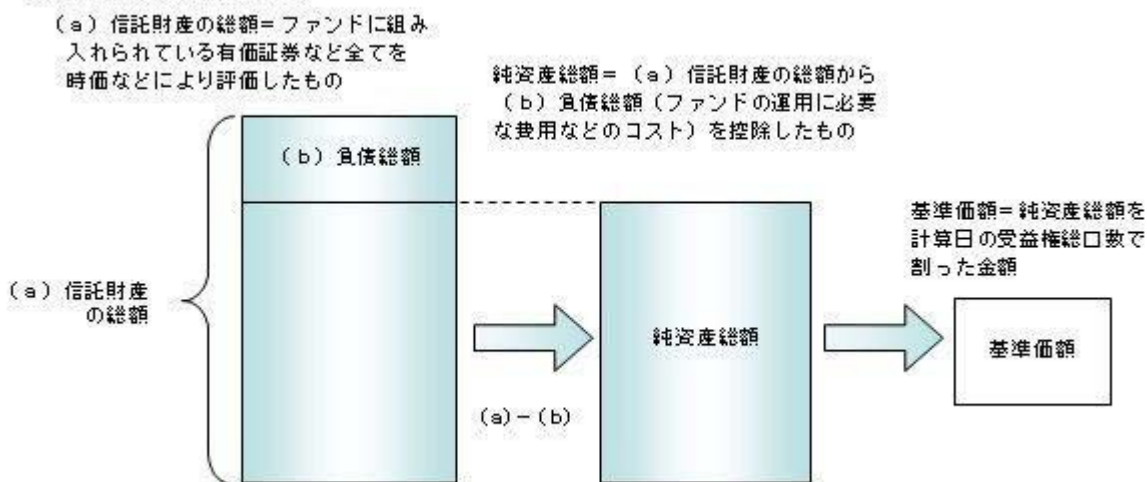 （a）信託財産の総額＝ファンドに組み
入れられている有価証券など全てを
時価などにより評価したもの
純資産総額＝（a）信託財産の総額から
（b）負債総額（ファンドの運用に必要
な費用などのコスト）を控除したもの
（b）負債総額
基準価額＝純資産総額を
計算日の受益権総口数で
割った金額
（a）信託財産
の総額
純資産総額
基準価額
(a)－(b)